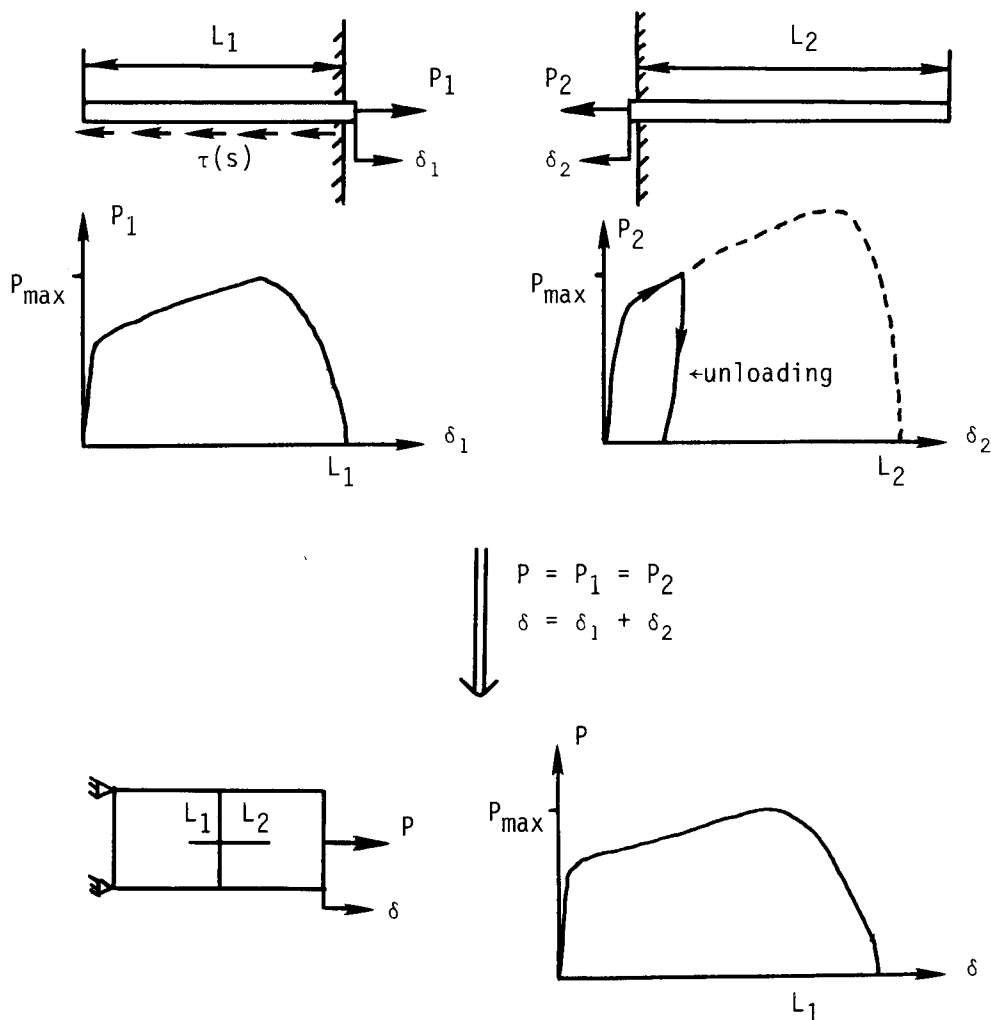 L₁
P₁
τ(s)
δ₁
L₂
P₂
δ₂
P₁
Pmax
L₁
δ₁
P₂
Pmax
←unloading
L₂
δ₂
P = P₁ = P₂
δ = δ₁ + δ₂
L₁ L₂
P
δ
P
Pmax
L₁
δ